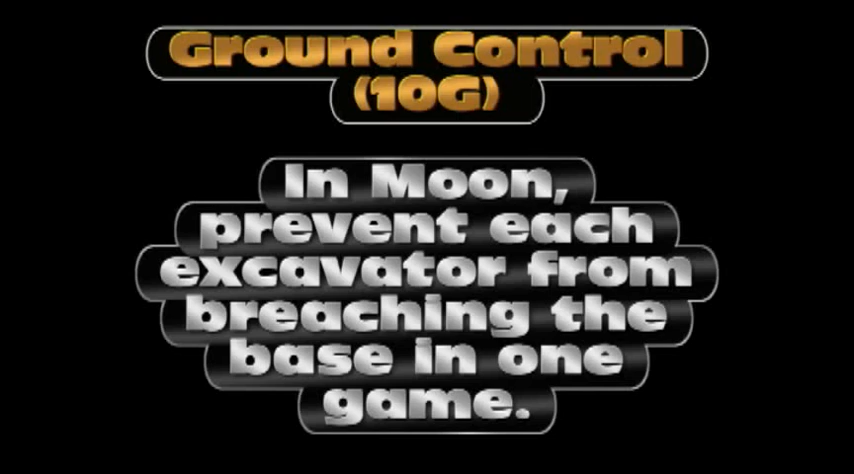 Ground Control
(10G)
In Moon,
prevent each
excavator from
breaching the
base in one
game.